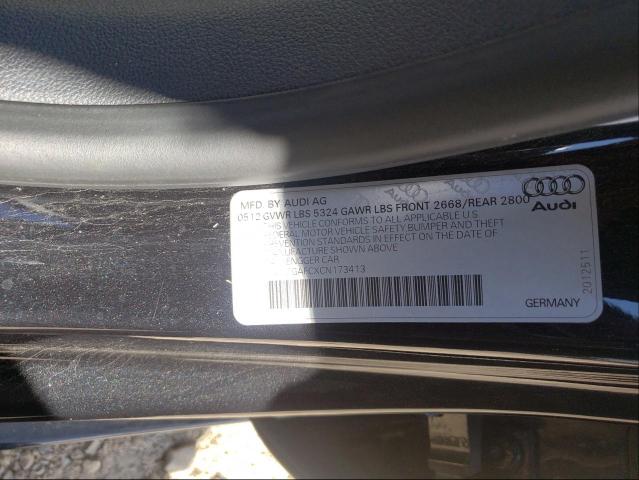 MFD. BY AUDI AG
0512 GVWR LBS 5324 GAWR LBS FRONT 2668/REAR 2800
THIS VEHICLE CONFORMS TO ALL APPLICABLE U.S
FEDERAL MOTOR VEHICLE SAFETY BUMPER AND THEFT
PREVENTION STANDARDS IN EFFECT ON THE DATE OF
MANUFACTURE SHOWN ABOVE
CAR
CXCN173413
Audi
2012511
GERMANY